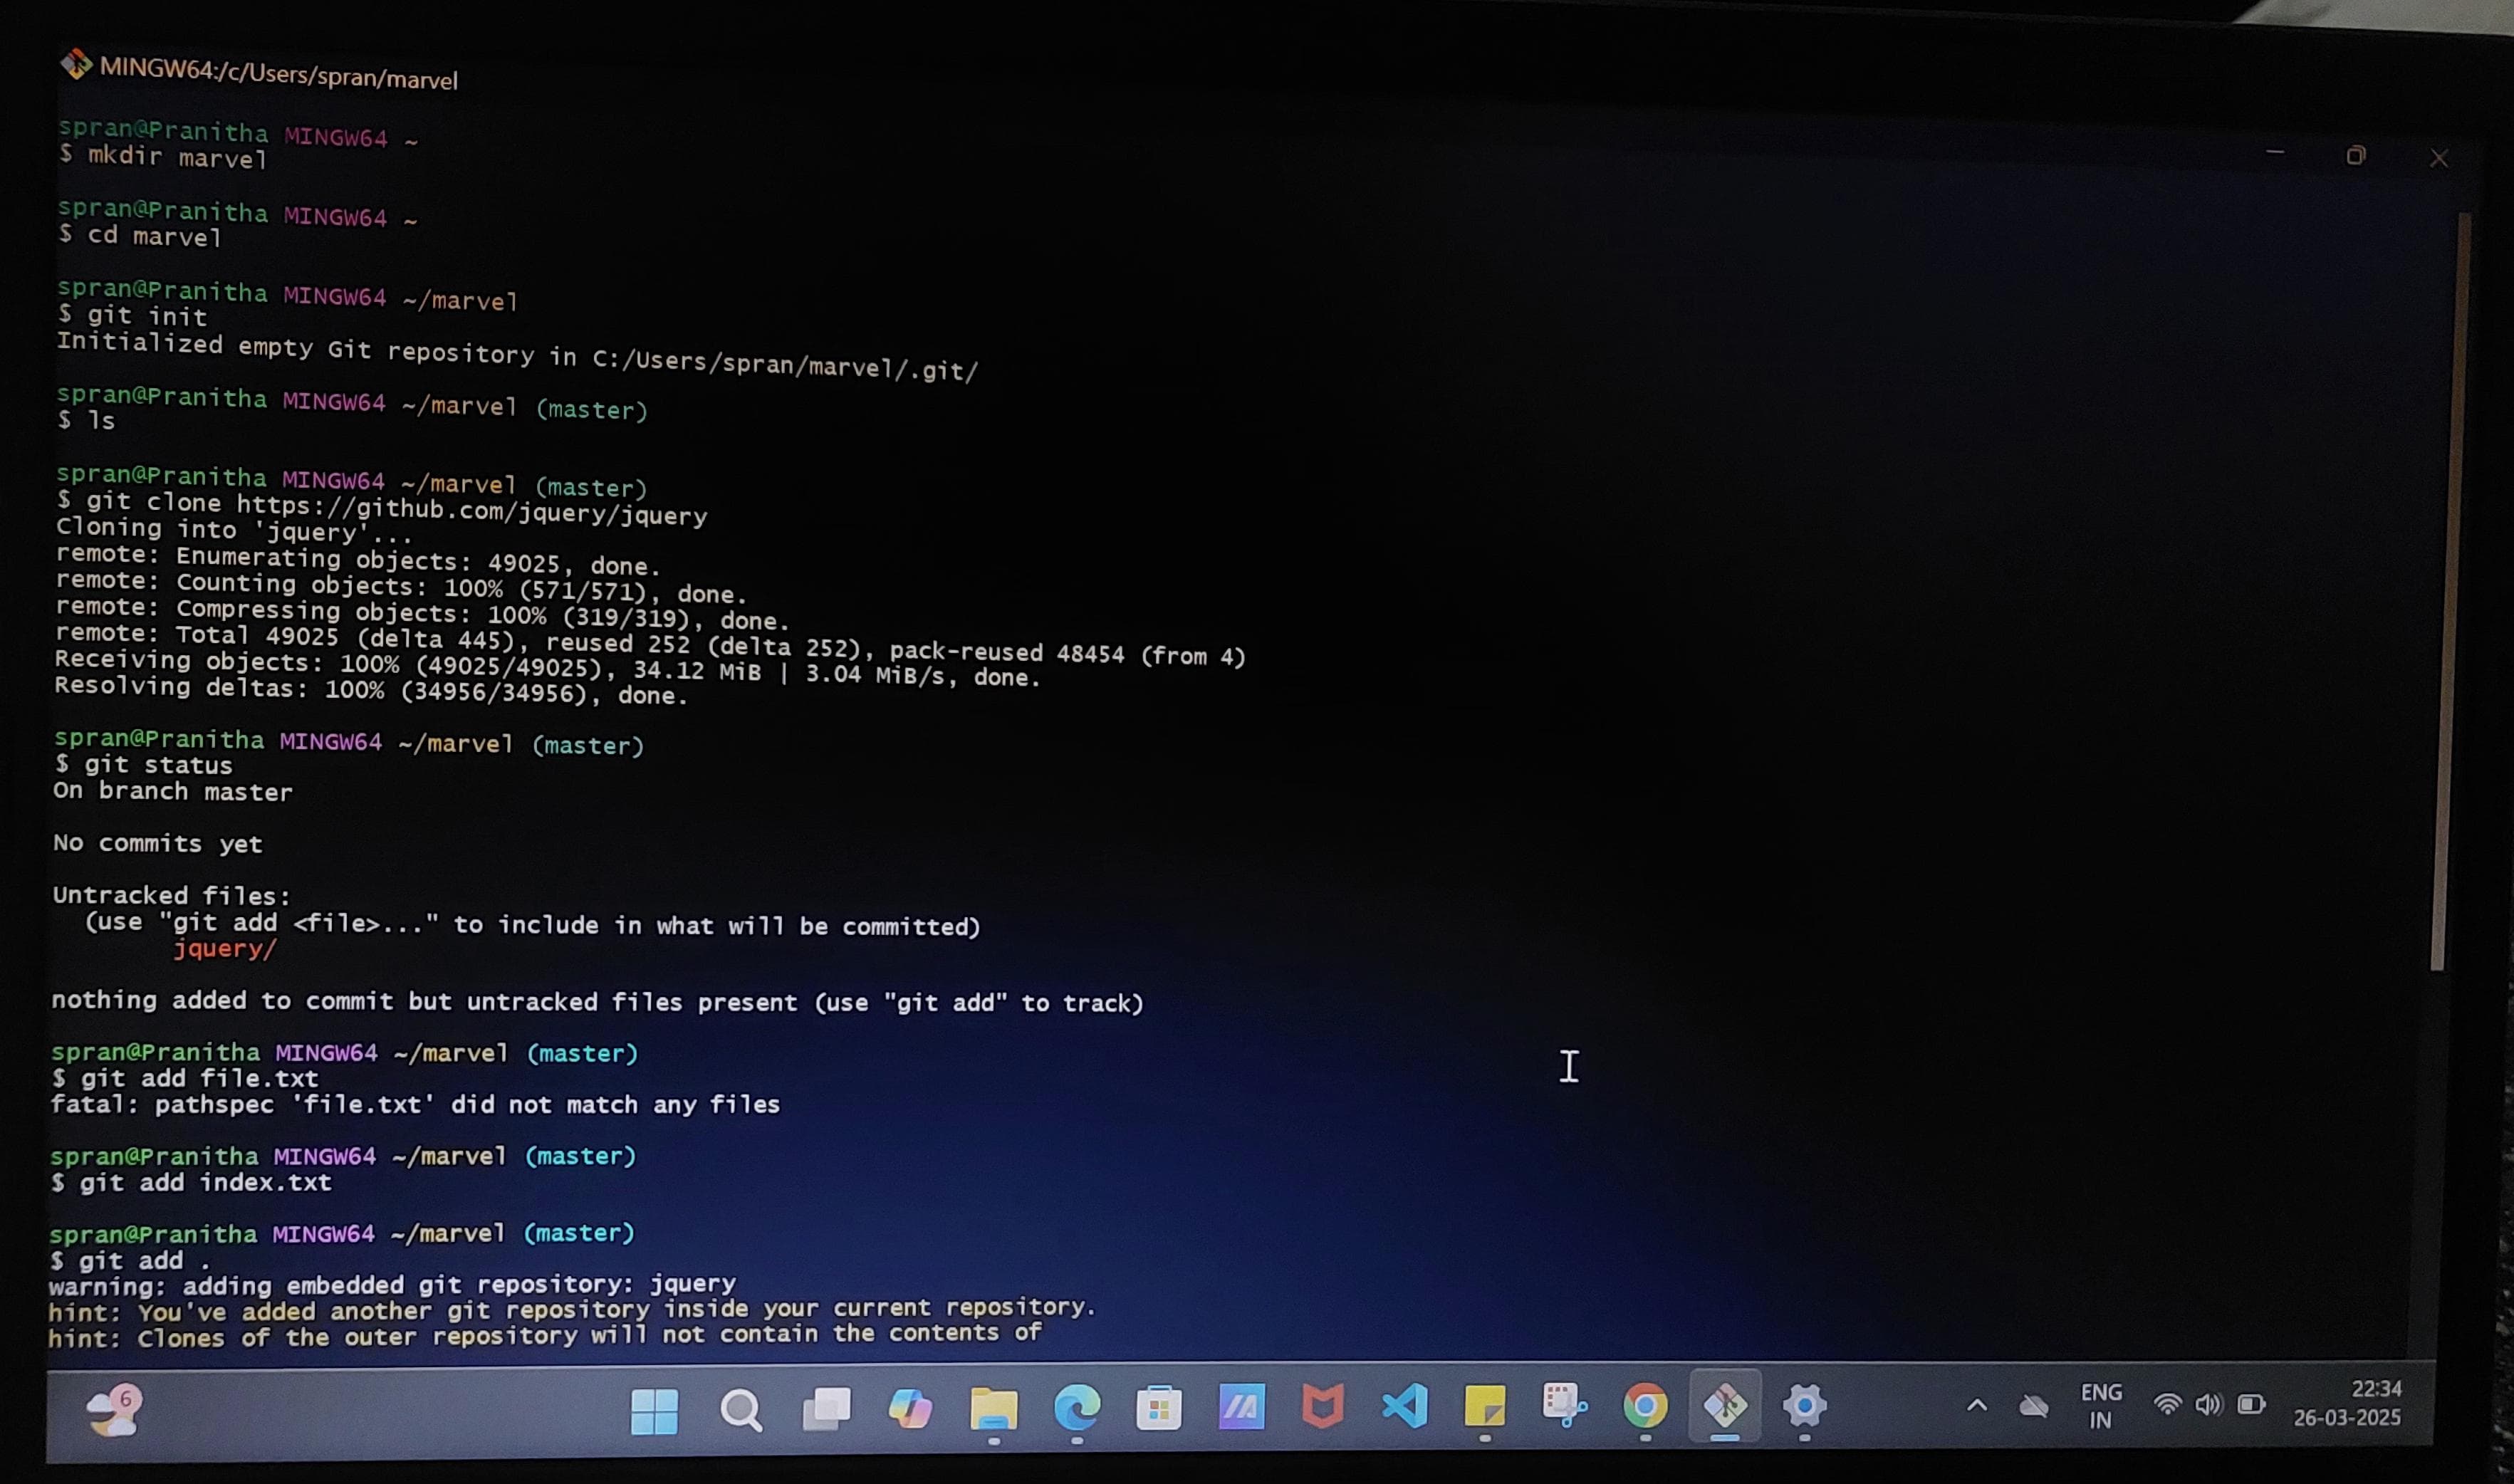 MINGW64:/c/Users/spran/marvel
spran@Pranitha MINGW64 ~
$ mkdir marvel
spran@Pranitha MINGW64 ~
$ cd marvel
spran@Pranitha MINGW64 ~/marvel
$ git init
Initialized empty Git repository in C:/Users/spran/marvel/.git/
spran@Pranitha MINGW64 ~/marvel (master)
$ ls
spran@Pranitha MINGW64 ~/marvel (master)
$ git clone https://github.com/jquery/jquery
Cloning into 'jquery'...
remote: Enumerating objects: 49025, done.
remote: Counting objects: 100% (571/571), done.
remote: Compressing objects: 100% (319/319), done.
remote: Total 49025 (delta 445), reused 252 (delta 252), pack-reused 48454 (from 4)
Receiving objects: 100% (49025/49025), 34.12 MiB | 3.04 MiB/s, done.
Resolving deltas: 100% (34956/34956), done.
spran@Pranitha MINGW64 ~/marvel (master)
$ git status
On branch master
No commits yet
Untracked files:
(use "git add <file>..." to include in what will be committed)
jquery/
nothing added to commit but untracked files present (use "git add" to track)
spran@Pranitha MINGW64 ~/marvel (master)
$ git add file.txt
fatal: pathspec 'file.txt' did not match any files
spran@Pranitha MINGW64 ~/marvel (master)
$ git add index.txt
spran@Pranitha MINGW64 ~/marvel (master)
$ git add .
warning: adding embedded git repository: jquery
hint: You've added another git repository inside your current repository.
hint: Clones of the outer repository will not contain the contents of
6
ENG
IN
22:34
26-03-2025